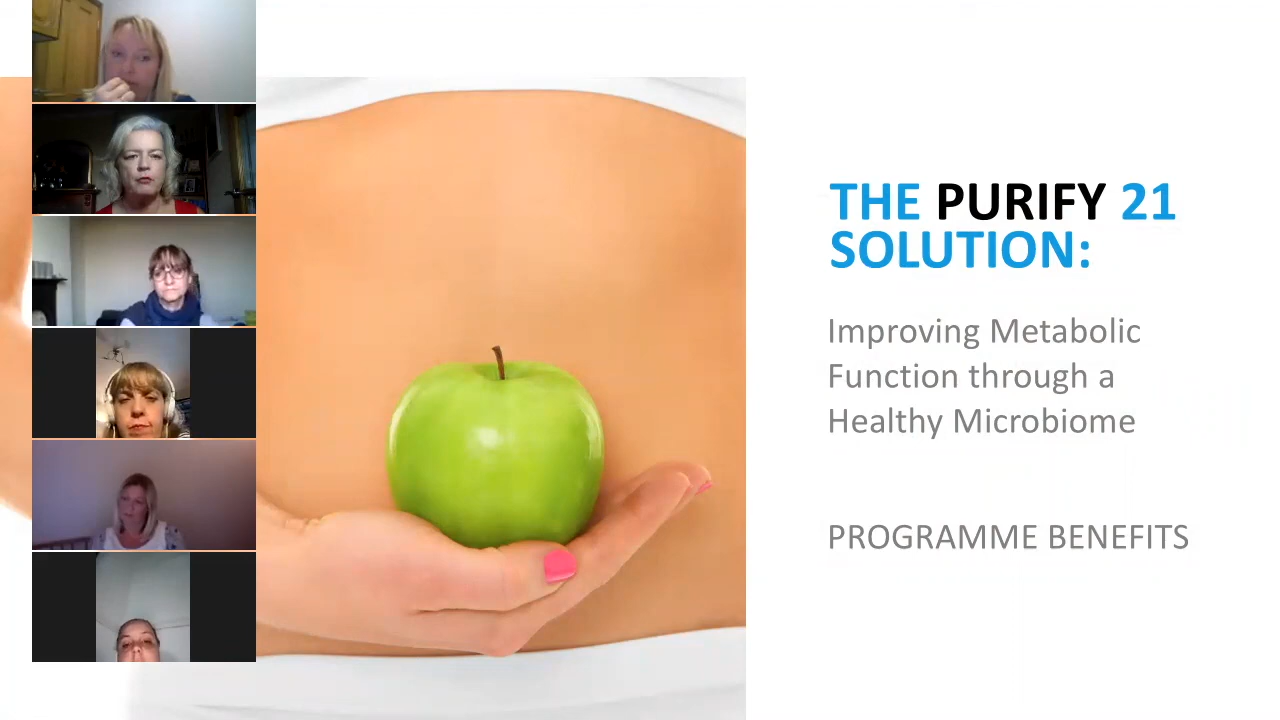 THE PURIFY 21
SOLUTION:
Improving Metabolic
Function through a
Healthy Microbiome
PROGRAMME BENEFITS